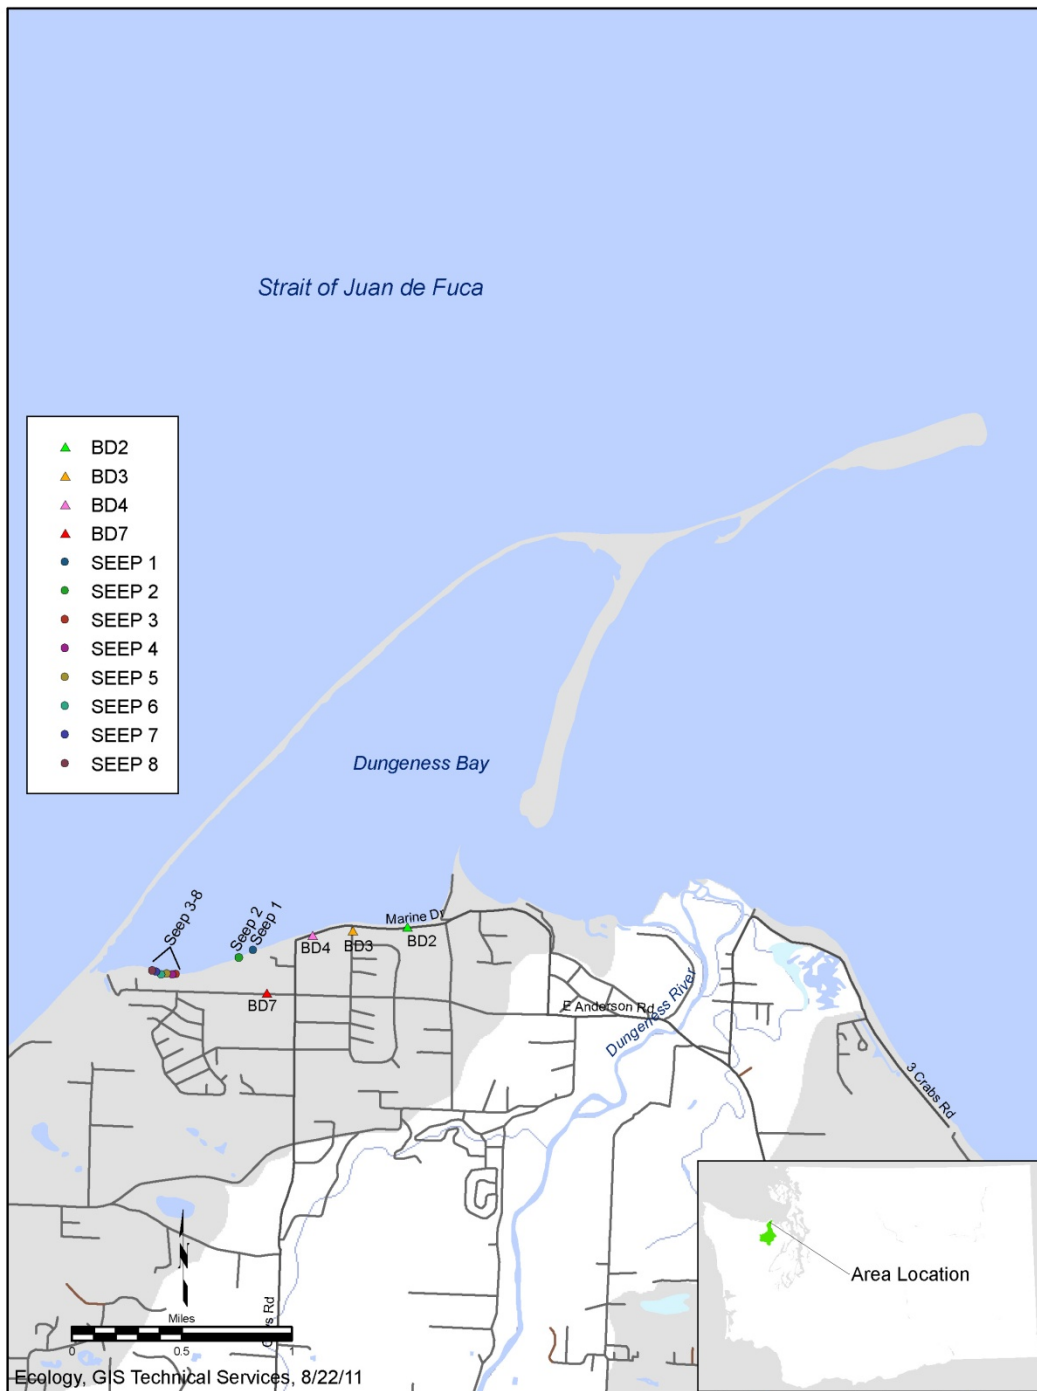 Strait of Juan de Fuca
BD2
BD3
BD4
BD7
SEEP 1
SEEP 2
SEEP 3
SEEP 4
SEEP 5
SEEP 6
SEEP 7
SEEP 8
Dungeness Bay
Seep 3-8
Seep 2
Seep 1
Marine Dr
BD4
BD3
BD2
BD7
E Anderson Rd
Dungeness River
3 Crabs Rd
Rd
N
Miles
0 0.5 1
Area Location
Ecology, GIS Technical Services, 8/22/11